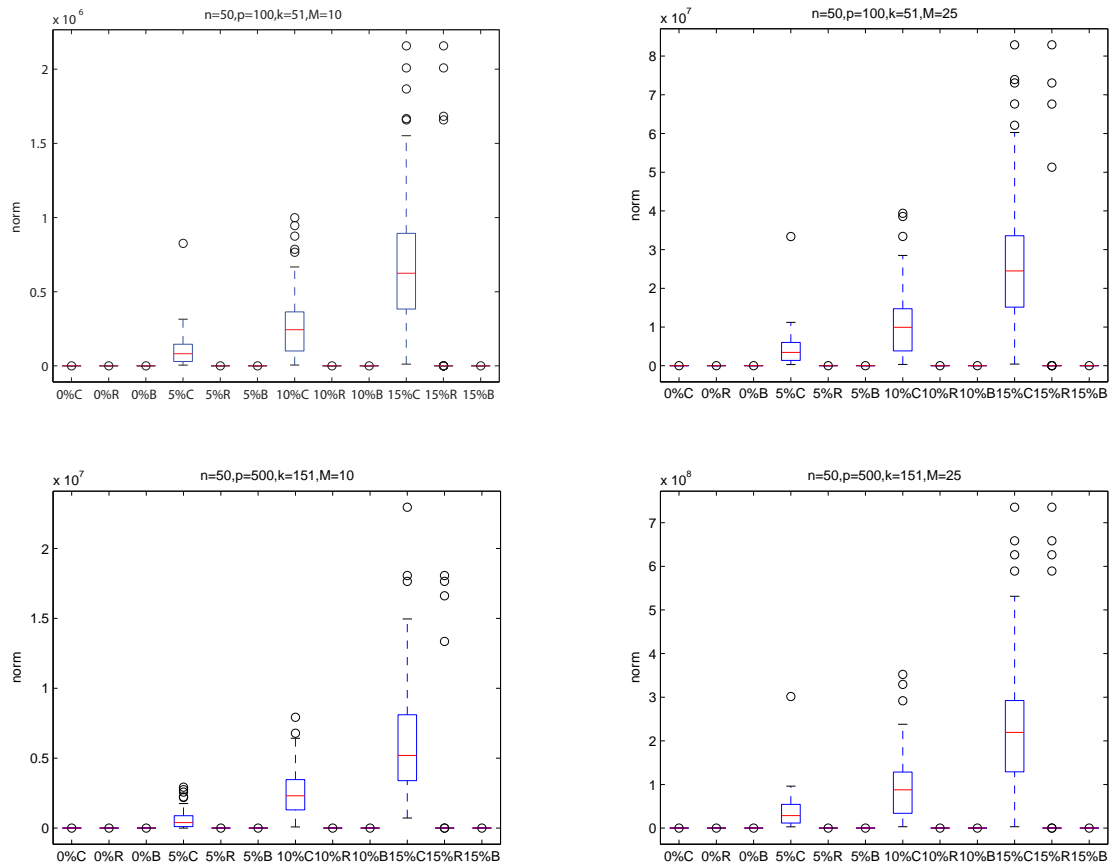 n=50,p=100,k=51,M=10
x 10^6
2
1.5
1
0.5
0
norm
0%C 0%R 0%B 5%C 5%R 5%B 10%C 10%R 10%B 15%C 15%R 15%B
n=50,p=100,k=51,M=25
x 10^7
8
7
6
5
4
3
2
1
0
norm
0%C 0%R 0%B 5%C 5%R 5%B 10%C10%R 10%B15%C15%R15%B
n=50,p=500,k=151,M=10
x 10^7
2
1.5
1
0.5
0
norm
0%C 0%R 0%B 5%C 5%R 5%B 10%C10%R 10%B15%C15%R15%B
n=50,p=500,k=151,M=25
x 10^8
7
6
5
4
3
2
1
0
norm
0%C 0%R 0%B 5%C 5%R 5%B 10%C10%R 10%B15%C15%R15%B